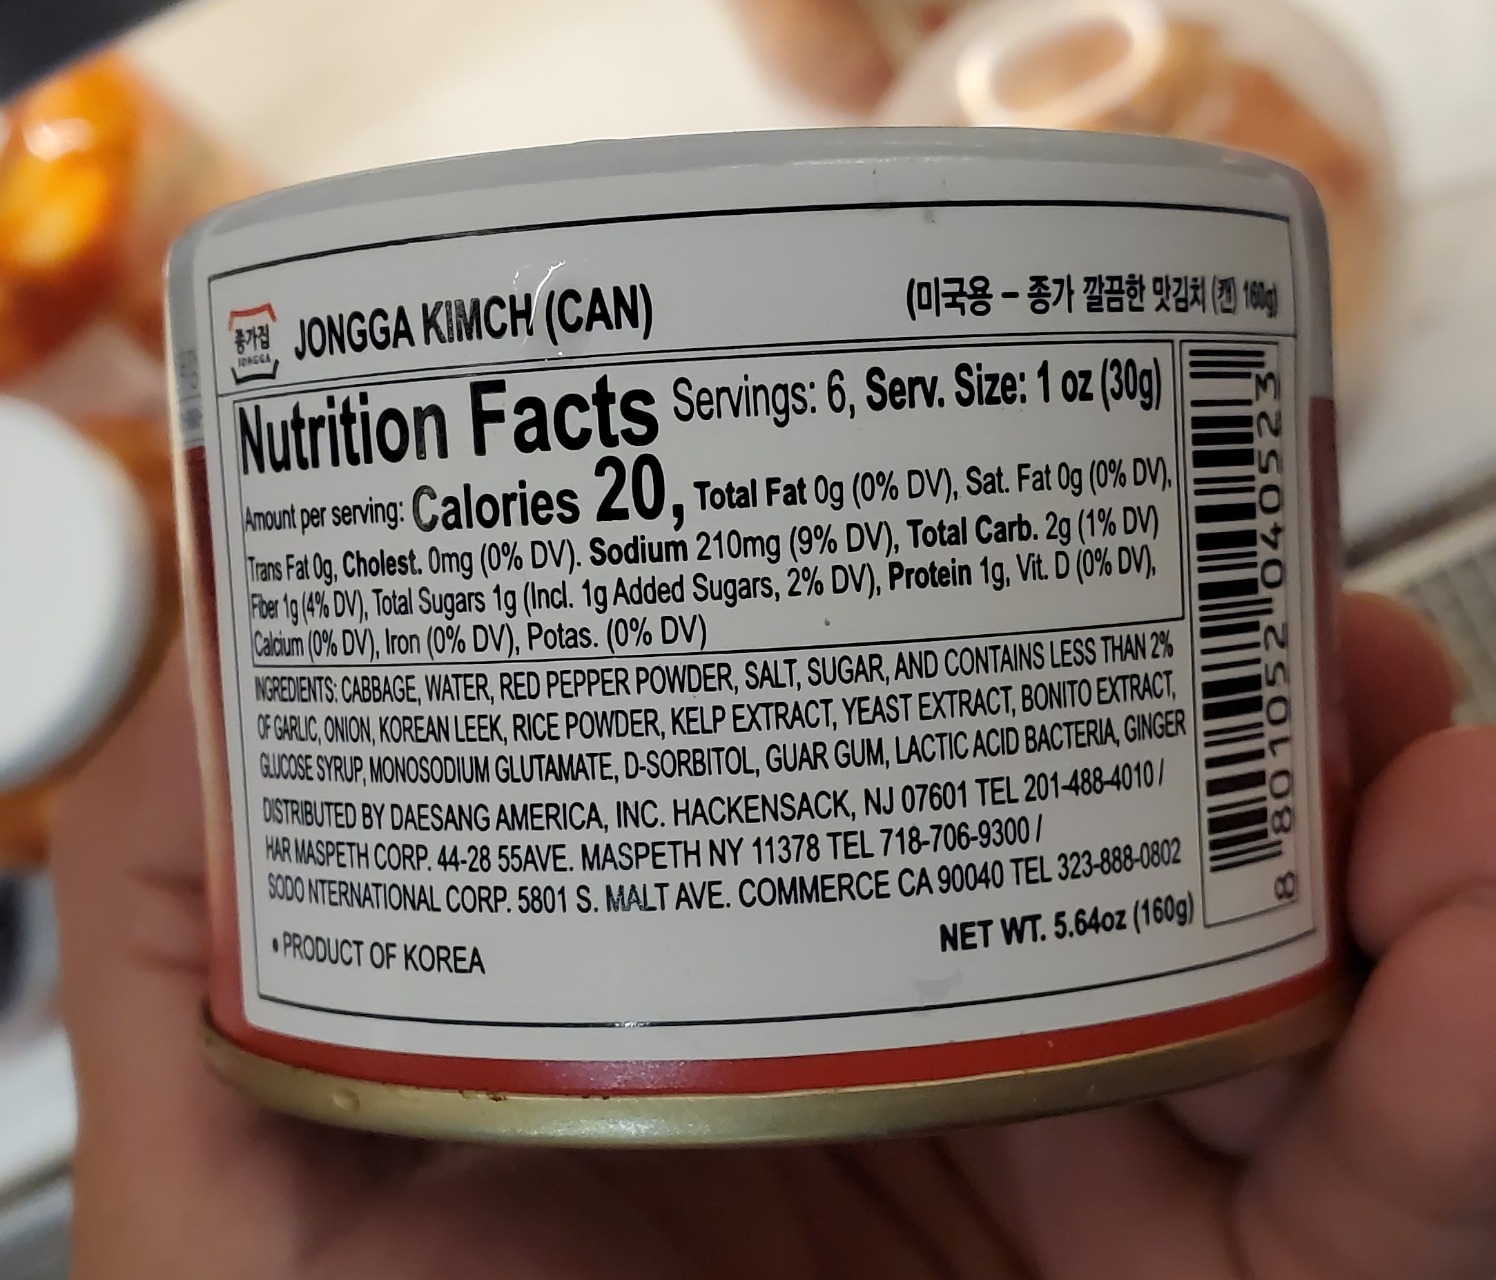 종가집
JONGGA
JONGGA KIMCH (CAN)
(미국용 – 종가 깔끔한 맛김치 (캔) 160g)
Nutrition Facts Servings: 6, Serv. Size: 1 oz (30g)
Amount per serving: Calories 20, Total Fat 0g (0% DV), Sat. Fat 0g (0% DV),
Trans Fat 0g, Cholest. 0mg (0% DV). Sodium 210mg (9% DV), Total Carb. 2g (1% DV)
Fiber 1g (4% DV), Total Sugars 1g (Incl. 1g Added Sugars, 2% DV), Protein 1g, Vit. D (0% DV),
Calcium (0% DV), Iron (0% DV), Potas. (0% DV)
INGREDIENTS: CABBAGE, WATER, RED PEPPER POWDER, SALT, SUGAR, AND CONTAINS LESS THAN 2%
OF GARLIC, ONION, KOREAN LEEK, RICE POWDER, KELP EXTRACT, YEAST EXTRACT, BONITO EXTRACT,
GLUCOSE SYRUP, MONOSODIUM GLUTAMATE, D-SORBITOL, GUAR GUM, LACTIC ACID BACTERIA, GINGER
DISTRIBUTED BY DAESANG AMERICA, INC. HACKENSACK, NJ 07601 TEL 201-488-4010 /
HAR MASPETH CORP. 44-28 55AVE. MASPETH NY 11378 TEL 718-706-9300 /
SODO NTERNATIONAL CORP. 5801 S. MALT AVE. COMMERCE CA 90040 TEL 323-888-0802
• PRODUCT OF KOREA
NET WT. 5.64oz (160g)
8 801052 040523